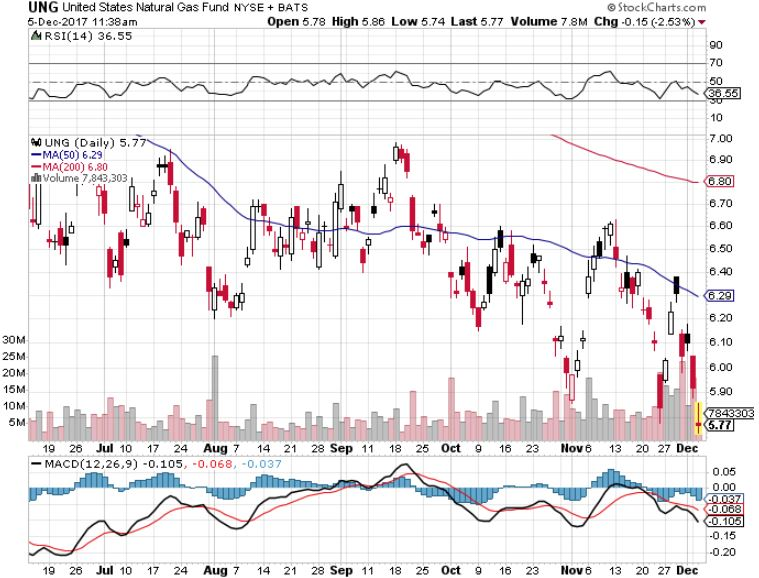 UNG United States Natural Gas Fund NYSE + BATS © StockCharts.com
5-Dec-2017 11:38am Open 5.78 High 5.86 Low 5.74 Last 5.77 Volume 7.8M Chg -0.15 (-2.53%)
RSI(14) 36.55
90
70
50
36.55
30
10
UNG (Daily) 5.77
MA(50) 6.29
MA(200) 6.80
Volume 7,843,303
7.00
6.90
6.80
6.70
6.60
6.50
6.40
6.29
6.20
6.10
6.00
5.90
7843303
5.77
30M
25M
20M
15M
10M
5M
19 26 Jul 10 17 24 Aug 7 14 21 28 Sep 11 18 25 Oct 9 16 23 Nov 6 13 20 27 Dec
MACD(12,26,9) -0.105, -0.068, -0.037
0.05
0.00
-0.037
-0.068
-0.105
-0.15
-0.20
19 26 Jul 10 17 24 Aug 7 14 21 28 Sep 11 18 25 Oct 9 16 23 Nov 6 13 20 27 Dec